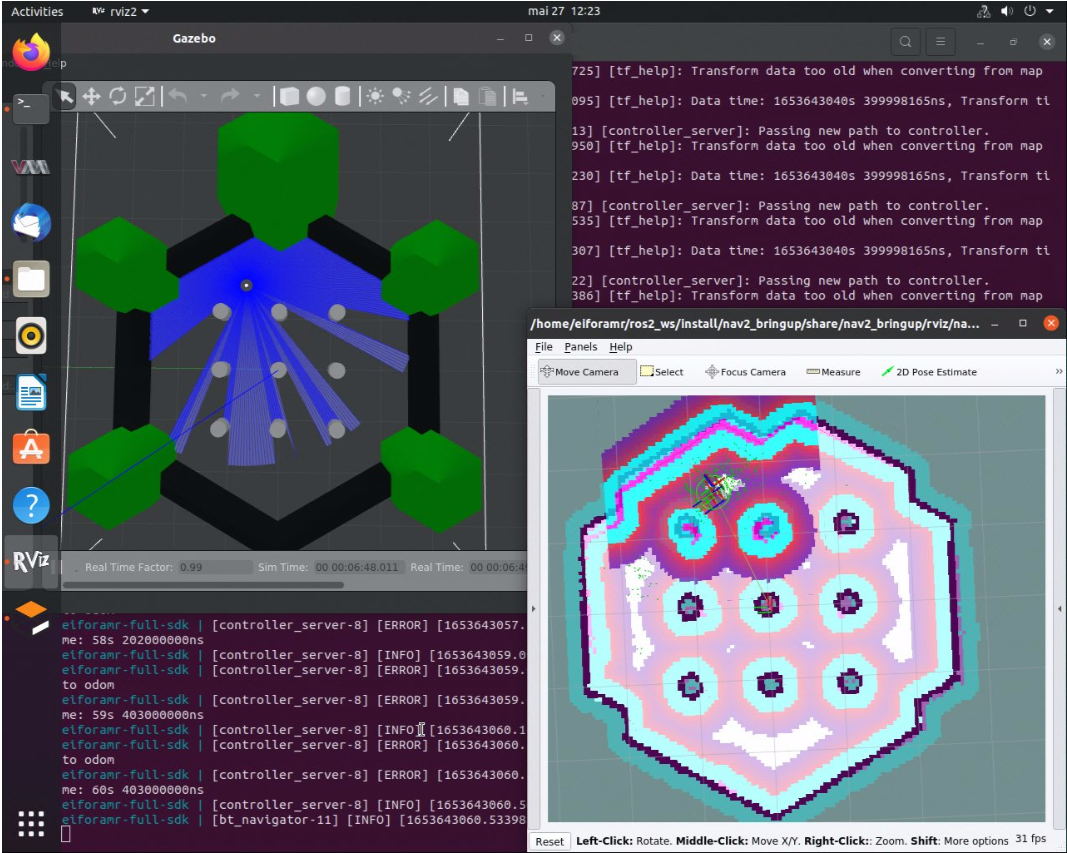 Activities
rviz2
mai 27 12:23
Gazebo
725] [tf_help]: Transform data too old when converting from map
095] [tf_help]: Data time: 1653643040s 399998165ns, Transform ti
13] [controller_server]: Passing new path to controller.
950] [tf_help]: Transform data too old when converting from map
230] [tf_help]: Data time: 1653643040s 399998165ns, Transform ti
87] [controller_server]: Passing new path to controller.
535] [tf_help]: Transform data too old when converting from map
307] [tf_help]: Data time: 1653643040s 399998165ns, Transform ti
22] [controller_server]: Passing new path to controller.
386] [tf_help]: Transform data too old when converting from map
/home/eiforamr/ros2_ws/install/nav2_bringup/share/nav2_bringup/rviz/na...
File Panels Help
Move Camera Select Focus Camera Measure 2D Pose Estimate »
RViz
Real Time Factor: 0.99 Sim Time: 00 00:06:48.011 Real Time: 00 00:06:4
eiforamr-full-sdk | [controller_server-8] [ERROR] [1653643057.
me: 58s 202000000ns
eiforamr-full-sdk | [controller_server-8] [INFO] [1653643059.0
eiforamr-full-sdk | [controller_server-8] [ERROR] [1653643059.
to odom
eiforamr-full-sdk | [controller_server-8] [ERROR] [1653643059.
me: 59s 403000000ns
eiforamr-full-sdk | [controller_server-8] [INFO] [1653643060.1
eiforamr-full-sdk | [controller_server-8] [ERROR] [1653643060.
to odom
eiforamr-full-sdk | [controller_server-8] [ERROR] [1653643060.
me: 60s 403000000ns
eiforamr-full-sdk | [controller_server-8] [INFO] [1653643060.5
eiforamr-full-sdk | [bt_navigator-11] [INFO] [1653643060.53398
Reset Left-Click: Rotate. Middle-Click: Move X/Y. Right-Click:: Zoom. Shift: More options 31 fps